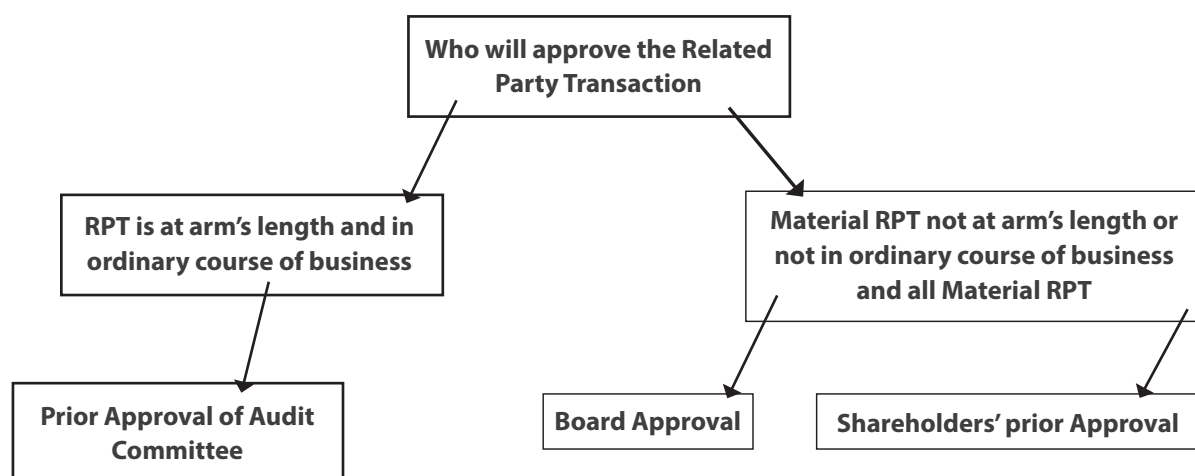 Who will approve the Related
Party Transaction
RPT is at arm’s length and in
ordinary course of business
Material RPT not at arm’s length or
not in ordinary course of business
and all Material RPT
Prior Approval of Audit
Committee
Board Approval
Shareholders’ prior Approval